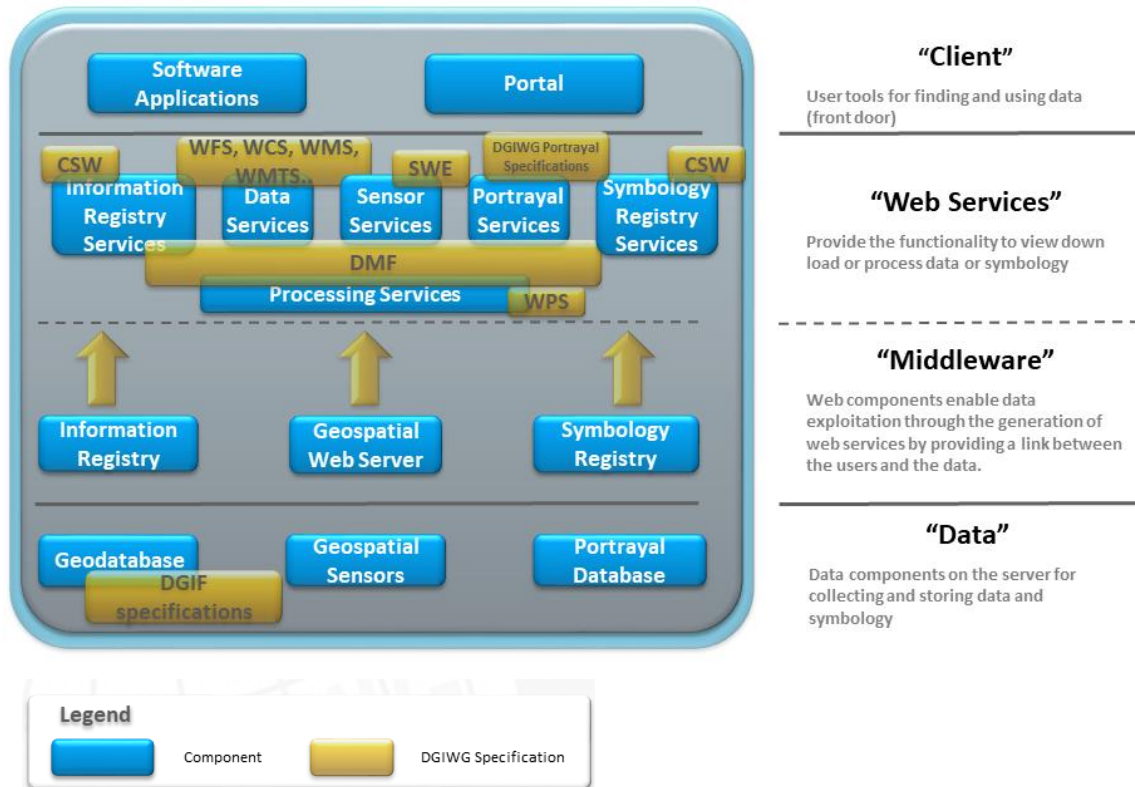 Software
Applications
Portal
"Client"
User tools for finding and using data
(front door)
CSW
WFS, WCS, WMS,
WMTS..
SWE
DGIWG Portrayal
Specifications
CSW
Information
Registry
Services
Data
Services
Sensor
Services
Portrayal
Services
Symbology
Registry
Services
DMF
Processing Services
WPS
“Web Services”
Provide the functionality to view down
load or process data or symbology
“Middleware”
Web components enable data
exploitation through the generation of
web services by providing a link between
the users and the data.
Information
Registry
Geospatial
Web Server
Symbology
Registry
Geodatabase
DGIF
specifications
Geospatial
Sensors
Portrayal
Database
“Data”
Data components on the server for
collecting and storing data and
symbology
Legend
Component
DGIWG Specification